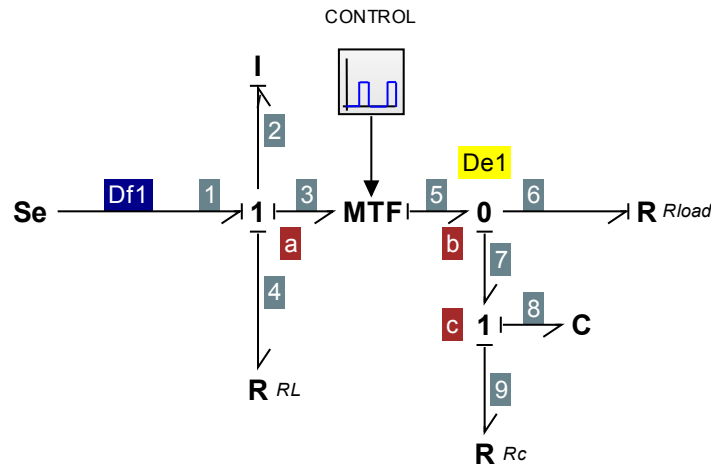 CONTROL
I
2
De1
Df1
1
3
5
6
Se
1
MTF
0
R Rload
a
b
7
4
c
1
8
C
R RL
9
R Rc